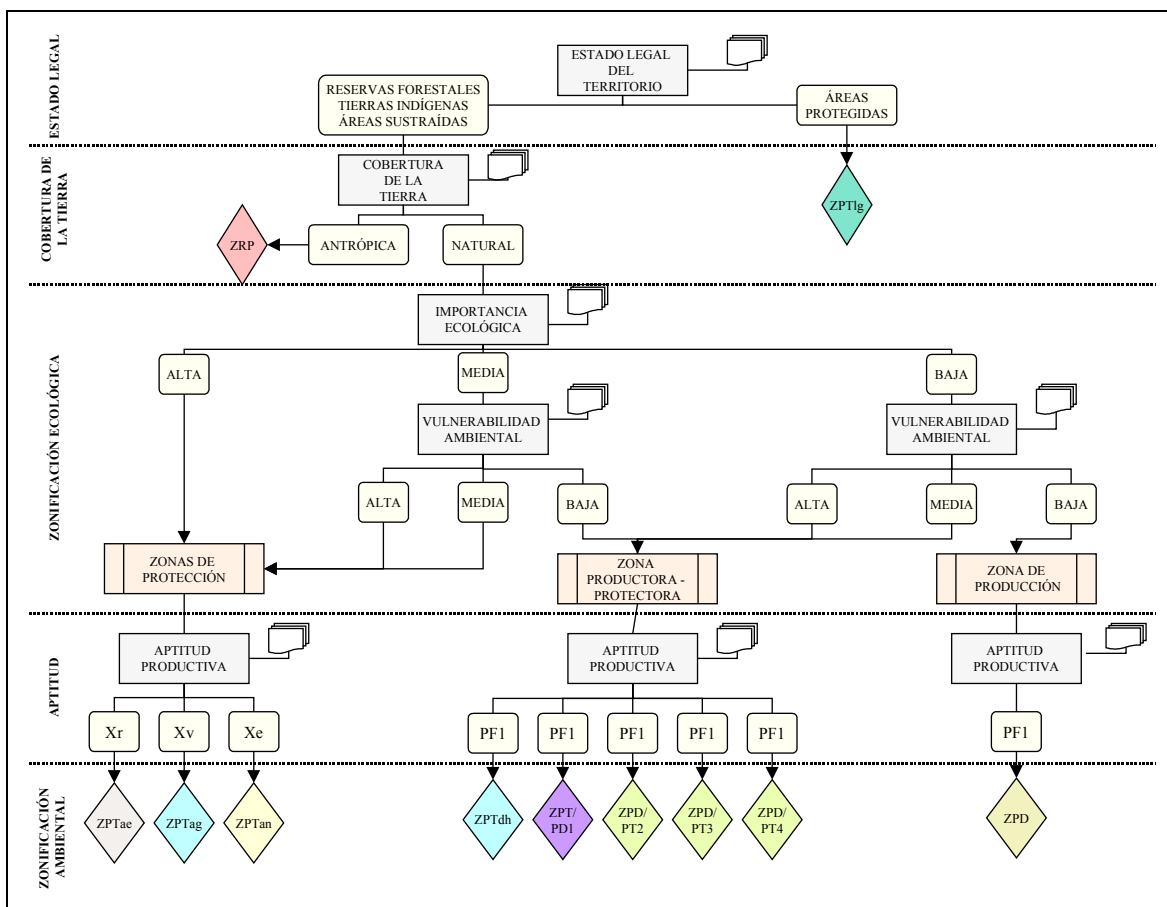 ESTADO LEGAL
ESTADO LEGAL
DEL
TERRITORIO
RESERVAS FORESTALES
TIERRAS INDÍGENAS
ÁREAS SUSTRAÍDAS
ÁREAS
PROTEGIDAS
COBERTURA DE
LA TIERRA
COBERTURA
DE LA
TIERRA
ZPTlg
ZRP
ANTRÓPICA
NATURAL
ZONIFICACIÓN ECOLÓGICA
IMPORTANCIA
ECOLÓGICA
ALTA
MEDIA
BAJA
VULNERABILIDAD
AMBIENTAL
VULNERABILIDAD
AMBIENTAL
ALTA
MEDIA
BAJA
ALTA
MEDIA
BAJA
ZONAS DE
PROTECCIÓN
ZONA
PRODUCTORA -
PROTECTORA
ZONA DE
PRODUCCIÓN
APTITUD
APTITUD
PRODUCTIVA
APTITUD
PRODUCTIVA
APTITUD
PRODUCTIVA
Xr
Xv
Xe
PF1
PF1
PF1
PF1
PF1
PF1
ZONIFICACIÓN
AMBIENTAL
ZPTae
ZPTag
ZPTan
ZPTdh
ZPT/
PD1
ZPD/
PT2
ZPD/
PT3
ZPD/
PT4
ZPD